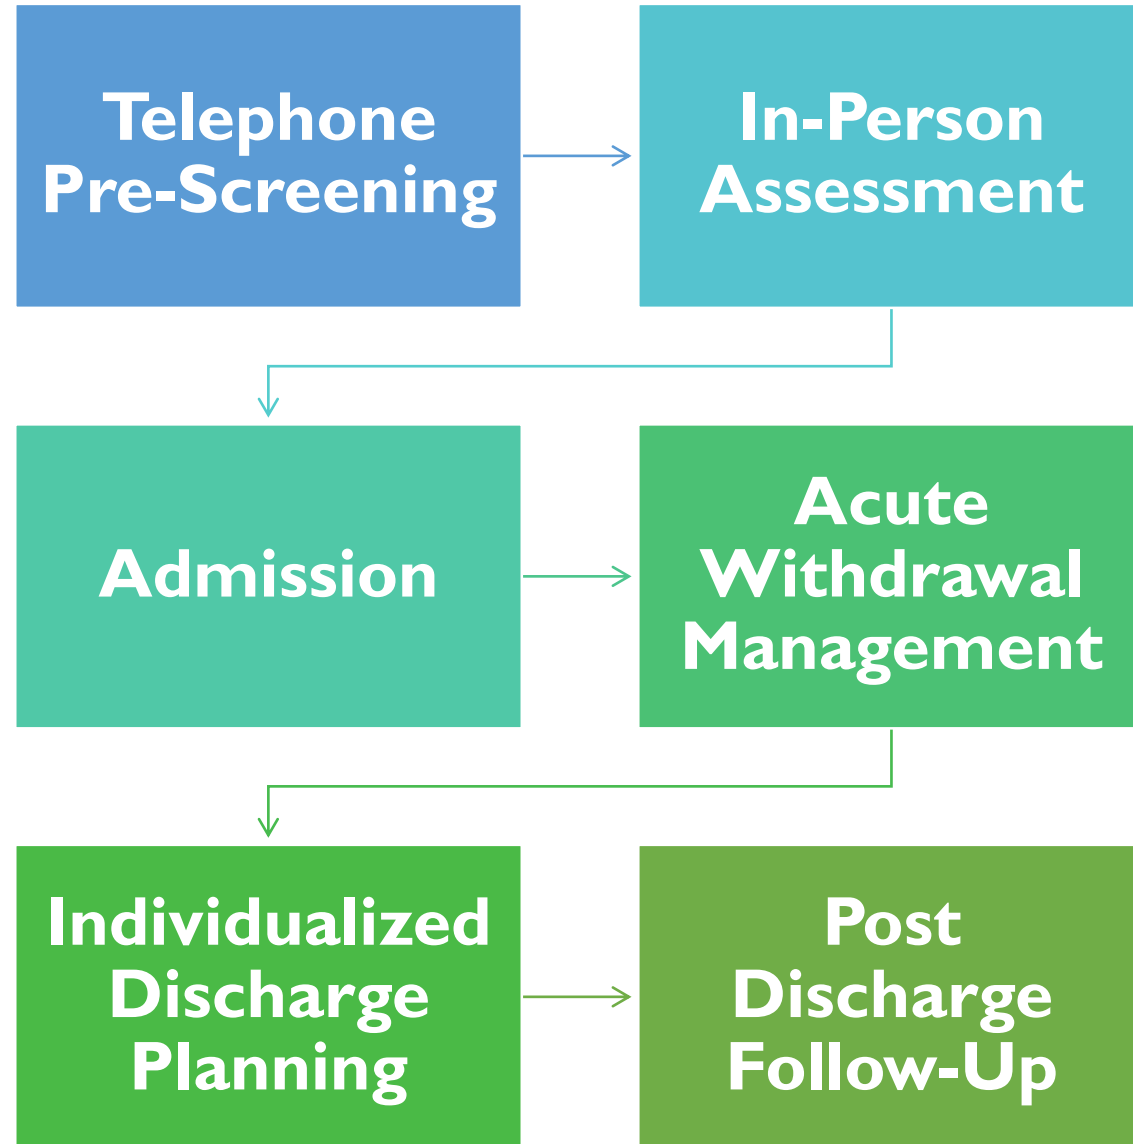 Telephone
Pre-Screening
In-Person
Assessment
Admission
Acute
Withdrawal
Management
Individualized
Discharge
Planning
Post
Discharge
Follow-Up